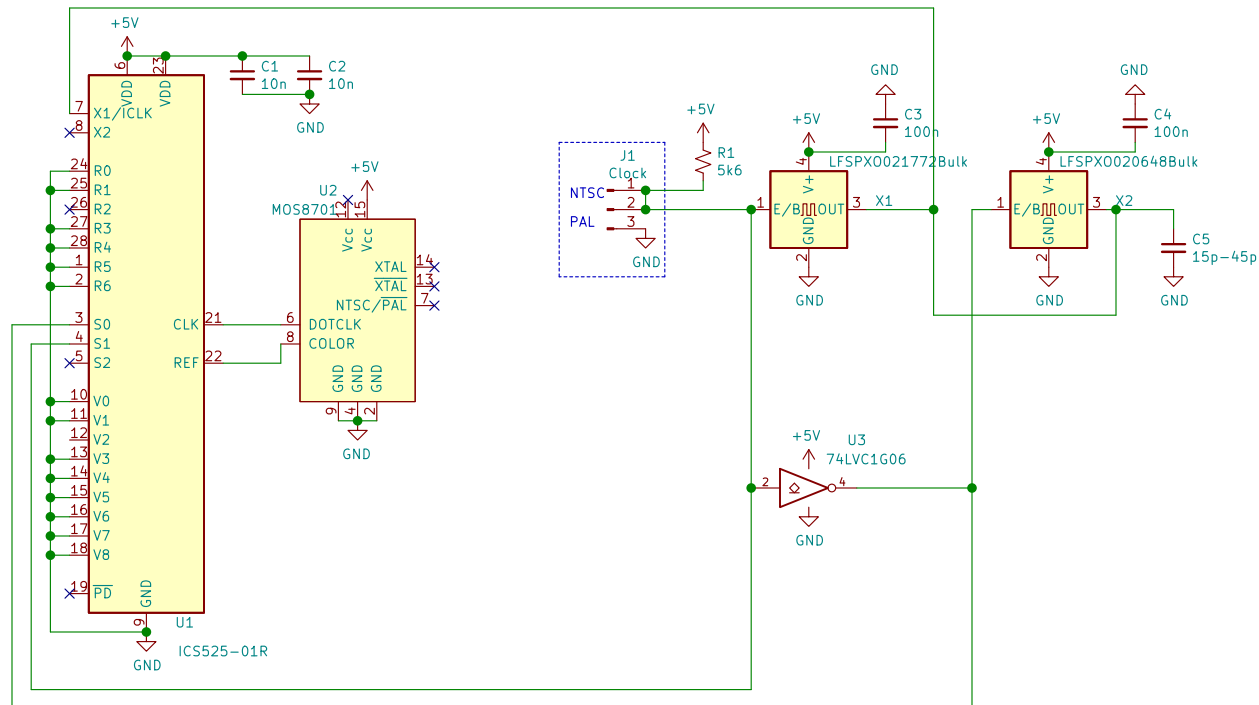 +5V
6
VDD
23
VDD
C1
10n
C2
10n
GND
7
X1/ICLK
8
X2
24
R0
25
R1
26
R2
27
R3
28
R4
1
R5
2
R6
3
S0
4
S1
5
S2
10
V0
11
V1
12
V2
13
V3
14
V4
15
V5
16
V6
17
V7
18
V8
19
PD
CLK
21
REF
22
GND
9
U1
ICS525-01R
GND
U2
MOS8701
+5V
12
Vcc
15
Vcc
XTAL
14
XTAL
13
NTSC/PAL
7
6
DOTCLK
8
COLOR
GND
GND
GND
9
4
2
GND
J1
Clock
NTSC
1
2
PAL
3
GND
+5V
R1
5k6
GND
C3
100n
+5V
LFSPXO021772Bulk
4
V+
1
E/B
OUT
3
X1
GND
2
GND
GND
C4
100n
+5V
LFSPXO020648Bulk
4
V+
1
E/B
OUT
3
X2
GND
2
GND
C5
15p-45p
GND
+5V
U3
74LVC1G06
2
4
GND